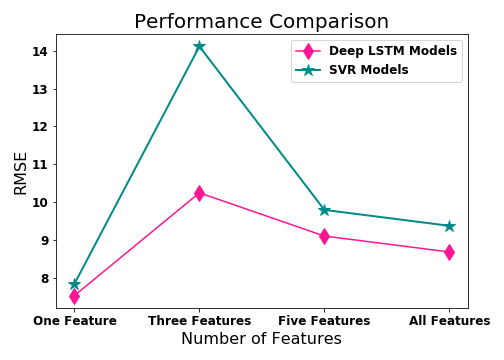 Performance Comparison
Deep LSTM Models
SVR Models
RMSE
14
13
12
11
10
9
8
One Feature
Three Features
Five Features
All Features
Number of Features